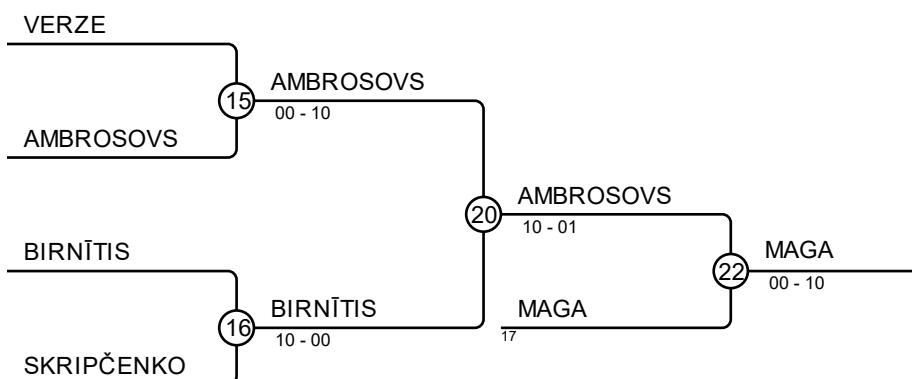 VERZE
15
AMBROSOVS
00 - 10
AMBROSOVS
20
AMBROSOVS
10 - 01
BIRNĪTIS
22
MAGA
00 - 10
16
BIRNĪTIS
10 - 00
MAGA
17
SKRIPČENKO